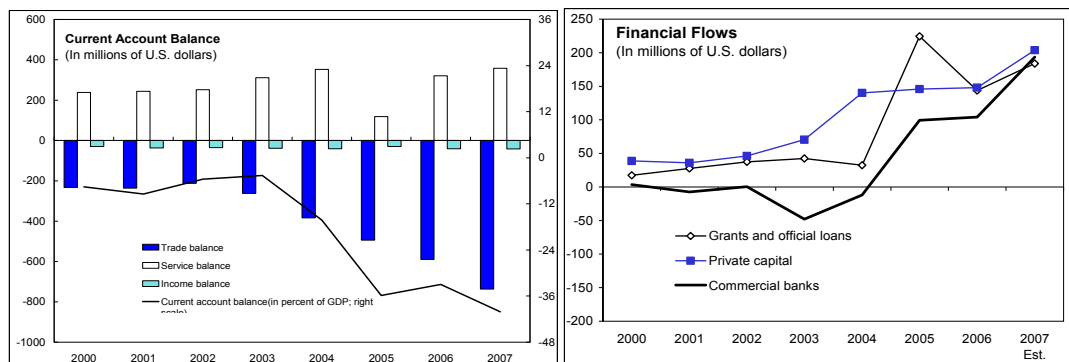 Current Account Balance
(In millions of U.S. dollars)
600
400
200
0
-200
-400
-600
-800
-1000
36
24
12
0
-12
-24
-36
-48
Trade balance
Service balance
Income balance
Current account balance(in percent of GDP; right
scale)
2000 2001 2002 2003 2004 2005 2006 2007
Financial Flows
(In millions of U.S. dollars)
250
200
150
100
50
0
-50
-100
-150
-200
Grants and official loans
Private capital
Commercial banks
2000 2001 2002 2003 2004 2005 2006 2007
Est.